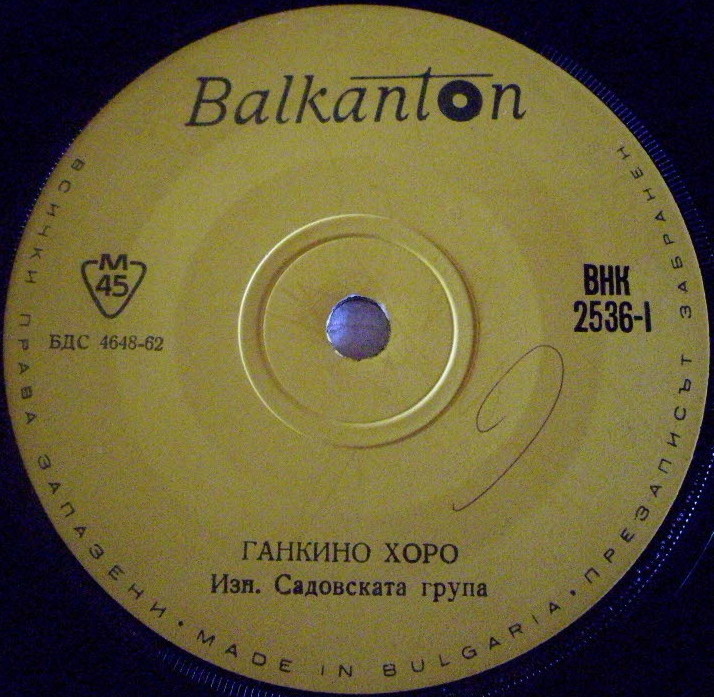 Balkanton
М
45
БДС 4648-62
ВНК
2536-I
ГАНКИНО ХОРО
Изн. Садовската група
ВСИЧКИ ПРАВА ЗАПАЗЕНИ • MADE IN BULGARIA • ПРЕЗАПИСЪТ ЗАБРАНЕН